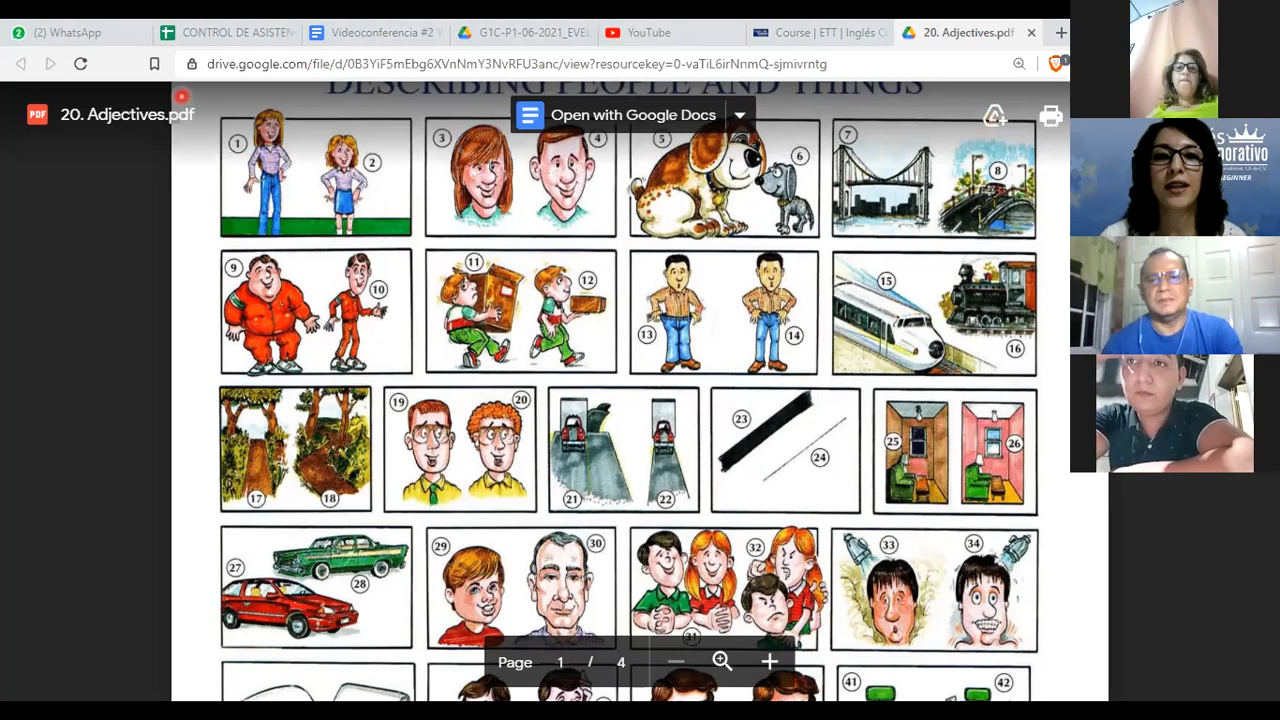 (2) WhatsApp
CONTROL DE ASISTEN
Videoconferencia #2
G1C-P1-06-2021_EVEL
YouTube
Course | ETT | Inglés C
20. Adjectives.pdf
drive.google.com/file/d/0B3YiF5mEbg6XVnNmY3NvRFU3anc/view?resourcekey=0-vaTiL6irNnmQ-sjmivrntg
DESCRIBING PEOPLE AND THINGS
PDF
20. Adjectives.pdf
Open with Google Docs
1
2
3
4
5
6
7
8
9
10
11
12
13
14
15
16
17
18
19
20
21
22
23
24
25
26
27
28
29
30
31
32
33
34
Page 1 / 4
41
42